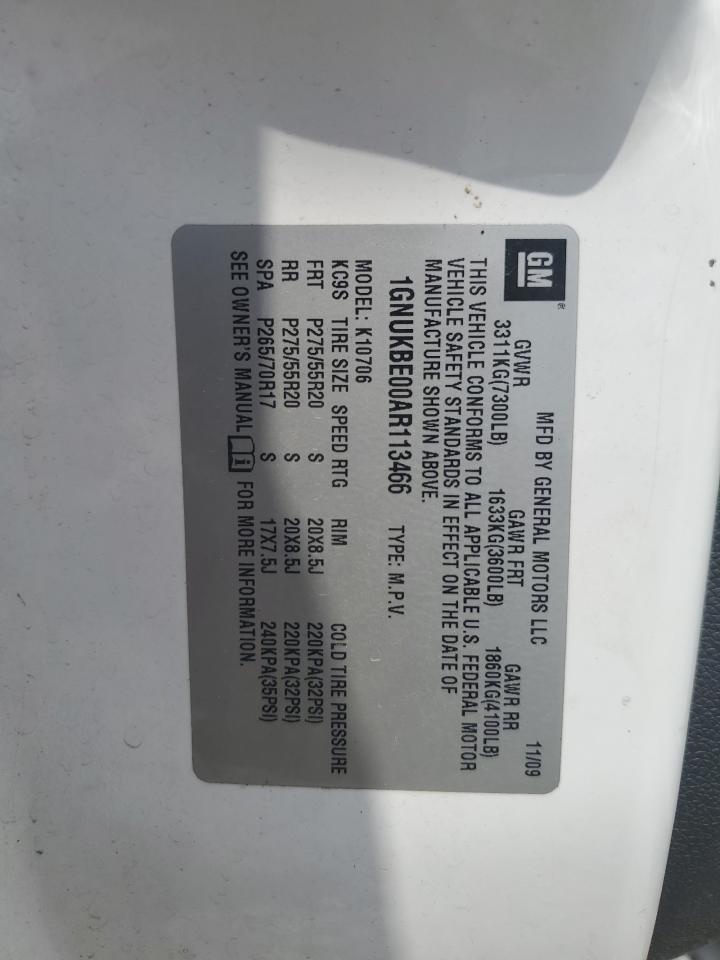 GM ®
MFD BY GENERAL MOTORS LLC 11/09
GVWR GAWR FRT GAWR RR
3311KG(7300LB) 1633KG(3600LB) 1860KG(4100LB)
THIS VEHICLE CONFORMS TO ALL APPLICABLE U.S. FEDERAL MOTOR
VEHICLE SAFETY STANDARDS IN EFFECT ON THE DATE OF
MANUFACTURE SHOWN ABOVE.
1GNUKBE00AR113466 TYPE: M.P.V.
MODEL: K10706
KC9S TIRE SIZE SPEED RTG RIM COLD TIRE PRESSURE
FRT P275/55R20 S 20X8.5J 220KPA(32PSI)
RR P275/55R20 S 20X8.5J 220KPA(32PSI)
SPA P265/70R17 S 17X7.5J 240KPA(35PSI)
SEE OWNER'S MANUAL i FOR MORE INFORMATION.